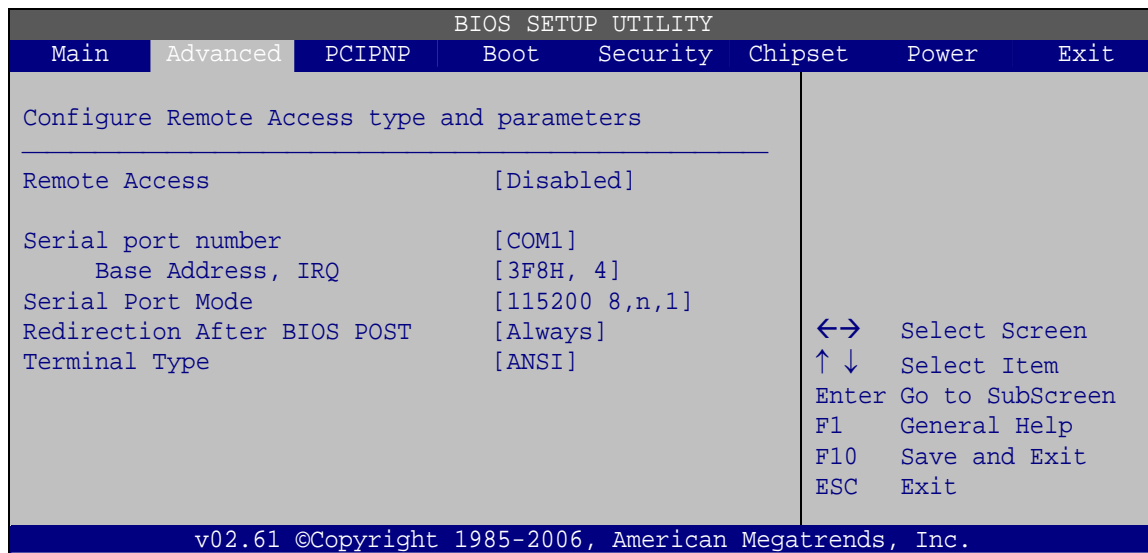 BIOS SETUP UTILITY
Main Advanced PCIPNP Boot Security Chipset Power Exit
Configure Remote Access type and parameters
Remote Access [Disabled]
Serial port number [COM1]
Base Address, IRQ [3F8H, 4]
Serial Port Mode [115200 8,n,1]
Redirection After BIOS POST [Always]
Terminal Type [ANSI]
←→ Select Screen
↑ ↓ Select Item
Enter Go to SubScreen
F1 General Help
F10 Save and Exit
ESC Exit
v02.61 ©Copyright 1985-2006, American Megatrends, Inc.